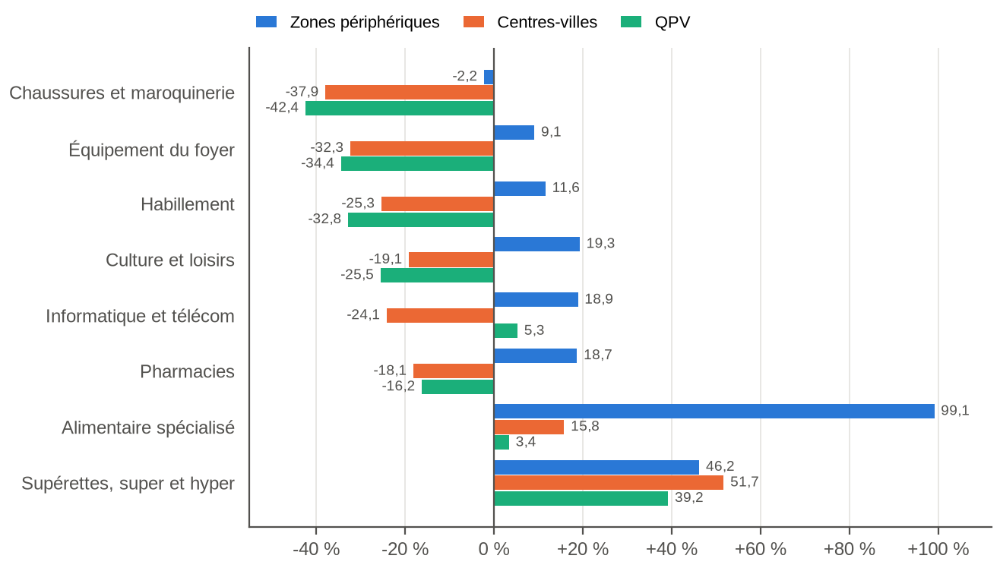 Zones périphériques Centres-villes QPV
Chaussures et maroquinerie
-2,2
-37,9
-42,4
Équipement du foyer
9,1
-32,3
-34,4
Habillement
11,6
-25,3
-32,8
Culture et loisirs
19,3
-19,1
-25,5
Informatique et télécom
18,9
-24,1
5,3
Pharmacies
18,7
-18,1
-16,2
Alimentaire spécialisé
99,1
15,8
3,4
Supérettes, super et hyper
46,2
51,7
39,2
-40 % -20 % 0 % +20 % +40 % +60 % +80 % +100 %